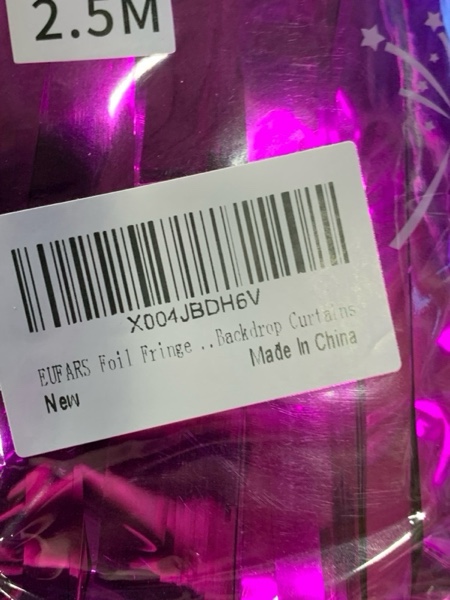 2.5M
X004JBDH6V
EUFARS Foil Fringe ..Backdrop Curtains
Made In China
New